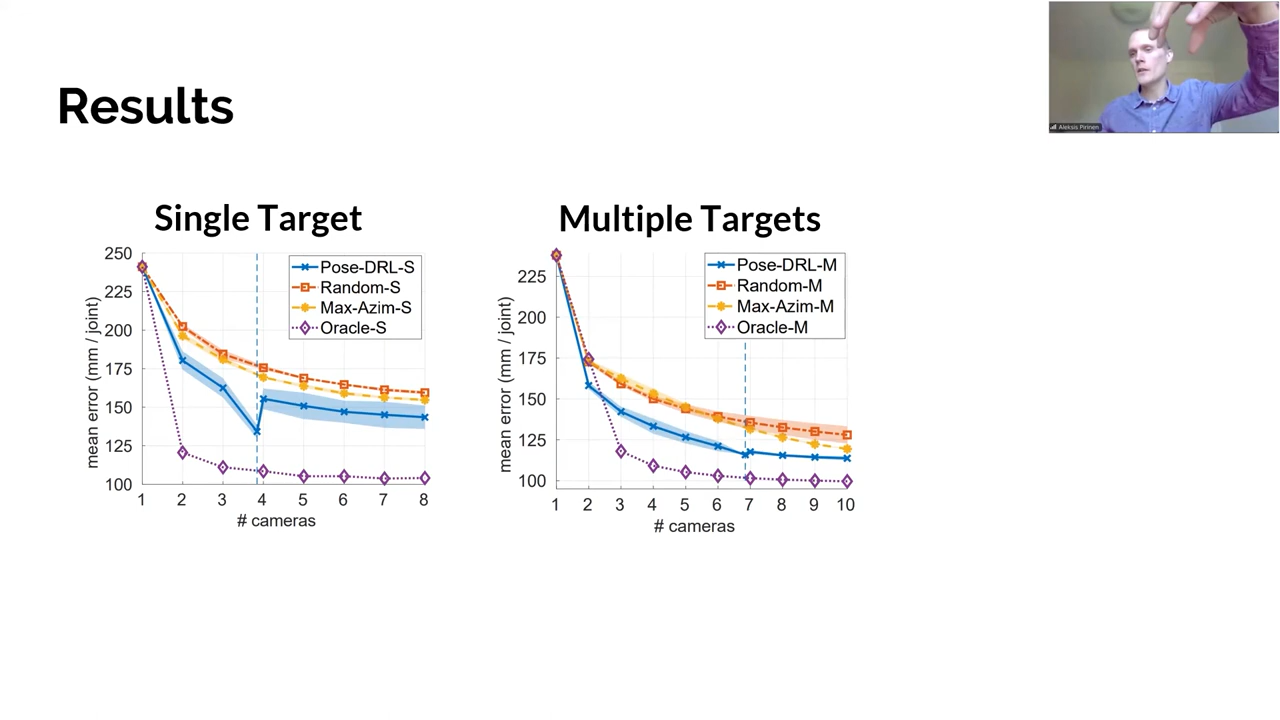 Aleksis Pirinen
Results
Single Target
250
225
200
175
150
125
100
mean error (mm / joint)
Pose-DRL-S
Random-S
Max-Azim-S
Oracle-S
1 2 3 4 5 6 7 8
# cameras
Multiple Targets
225
200
175
150
125
100
mean error (mm / joint)
Pose-DRL-M
Random-M
Max-Azim-M
Oracle-M
1 2 3 4 5 6 7 8 9 10
# cameras